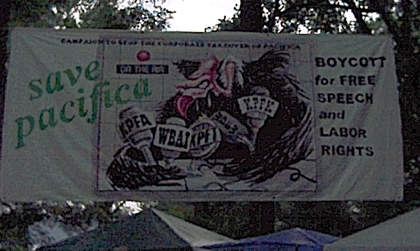 CAMPAIGN TO STOP THE CORPORATE TAKEOVER OF PACIFICA
save
pacifica
ON THE AIR
KPFA
WBAI
KPFT
KPFK
BOYCOTT
for FREE
SPEECH
and
LABOR
RIGHTS